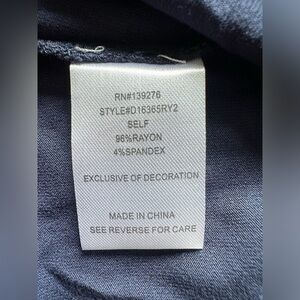 RN#139276
STYLE#D16365RY2
SELF
96%RAYON
4%SPANDEX
EXCLUSIVE OF DECORATION
MADE IN CHINA
SEE REVERSE FOR CARE